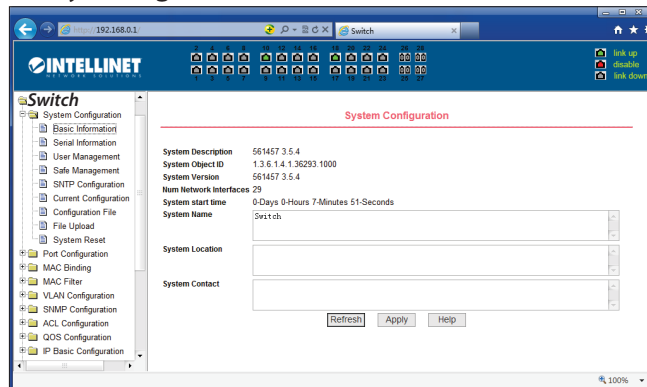 http://192.168.0.1
Switch
INTELLINET
NETWORK SOLUTIONS
2 4 6 8 10 12 14 16 18 20 22 24 26 28
1 3 5 7 9 11 13 15 17 19 21 23 25 27
link up
disable
link down
Switch
System Configuration
Basic Information
Serial Information
User Management
Safe Management
SNTP Configuration
Current Configuration
Configuration File
File Upload
System Reset
Port Configuration
MAC Binding
MAC Filter
VLAN Configuration
SNMP Configuration
ACL Configuration
QOS Configuration
IP Basic Configuration
System Configuration
System Description 561457 3.5.4
System Object ID 1.3.6.1.4.1.36293.1000
System Version 561457 3.5.4
Num Network Interfaces 29
System start time 0-Days 0-Hours 7-Minutes 51-Seconds
System Name Switch
System Location
System Contact
Refresh Apply Help
100%